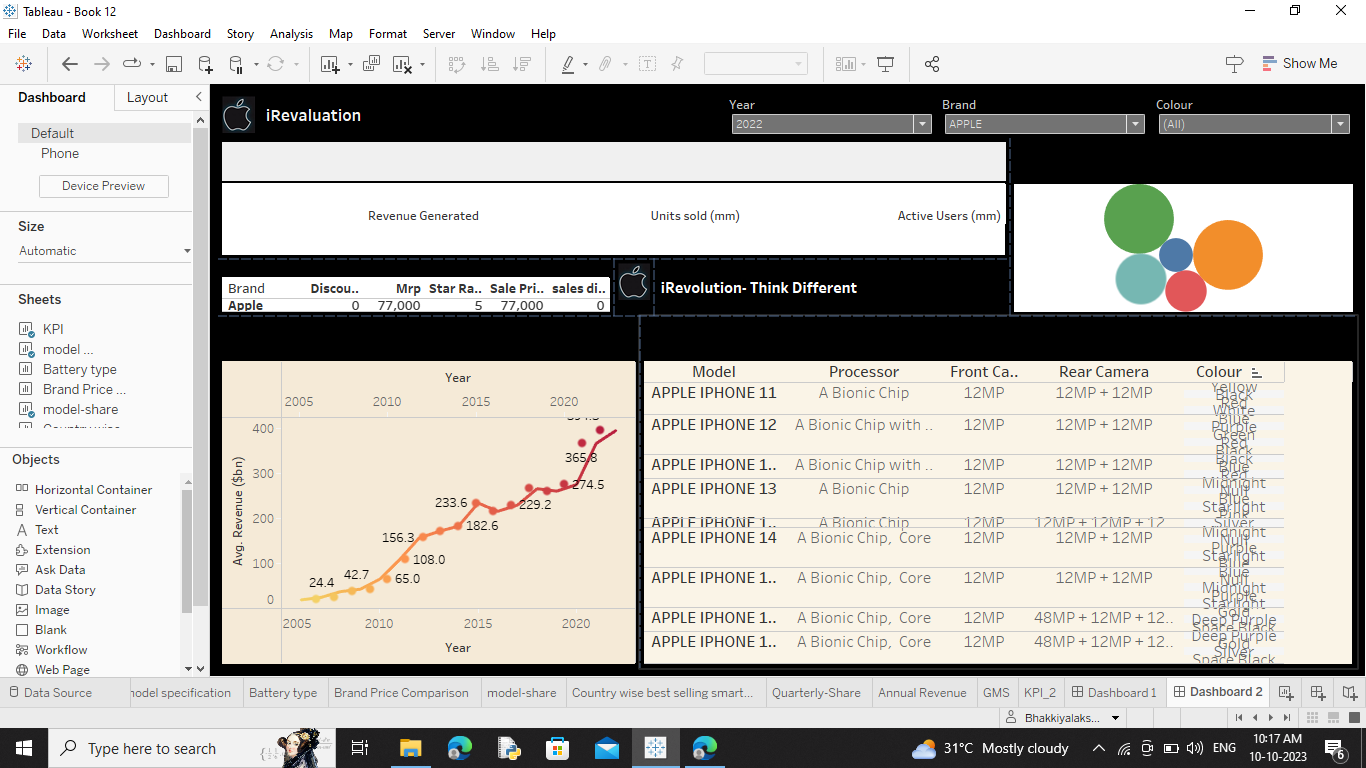 Tableau - Book 12
File Data Worksheet Dashboard Story Analysis Map Format Server Window Help
Show Me
Dashboard Layout
Default
Phone
Device Preview
Size
Automatic
Sheets
KPI
model ...
Battery type
Brand Price ...
model-share
Objects
Horizontal Container
Vertical Container
Text
Extension
Ask Data
Data Story
Image
Blank
Workflow
Web Page
iRevaluation
Year Brand Colour
2022 APPLE (All)
Revenue Generated Units sold (mm) Active Users (mm)
Brand Discou.. Mrp Star Ra.. Sale Pri.. sales di..
Apple 0 77,000 5 77,000 0
iRevolution- Think Different
Year
2005 2010 2015 2020
Avg. Revenue ($bn)
400
300
200
100
0
24.4 42.7 65.0 108.0 156.3 182.6 233.6 229.2 274.5 365.8
2005 2010 2015 2020
Year
Model Processor Front Ca.. Rear Camera Colour
APPLE IPHONE 11 A Bionic Chip 12MP 12MP + 12MP
Yellow
Black
Red
White
APPLE IPHONE 12 A Bionic Chip with .. 12MP 12MP + 12MP
Blue
Purple
Green
Red
APPLE IPHONE 1.. A Bionic Chip with .. 12MP 12MP + 12MP
Black
Blue
Red
APPLE IPHONE 13 A Bionic Chip 12MP 12MP + 12MP
Midnight
Null
Blue
Starlight
Pink
APPLE IPHONE 1.. A Bionic Chip 12MP 12MP + 12MP + 12
Silver
APPLE IPHONE 14 A Bionic Chip, Core 12MP 12MP + 12MP
Midnight
Null
Purple
Starlight
Blue
APPLE IPHONE 1.. A Bionic Chip, Core 12MP 12MP + 12MP
Blue
Null
Midnight
Purple
Starlight
APPLE IPHONE 1.. A Bionic Chip, Core 12MP 48MP + 12MP + 12..
Gold
Deep Purple
Space Black
APPLE IPHONE 1.. A Bionic Chip, Core 12MP 48MP + 12MP + 12..
Deep Purple
Gold
Silver
Space Black
Data Source odel specification Battery type Brand Price Comparison model-share Country wise best selling smart... Quarterly-Share Annual Revenue GMS KPI_2 Dashboard 1 Dashboard 2
Bhakkiyalaks...
Type here to search
31°C Mostly cloudy
ENG
10:17 AM
10-10-2023
6